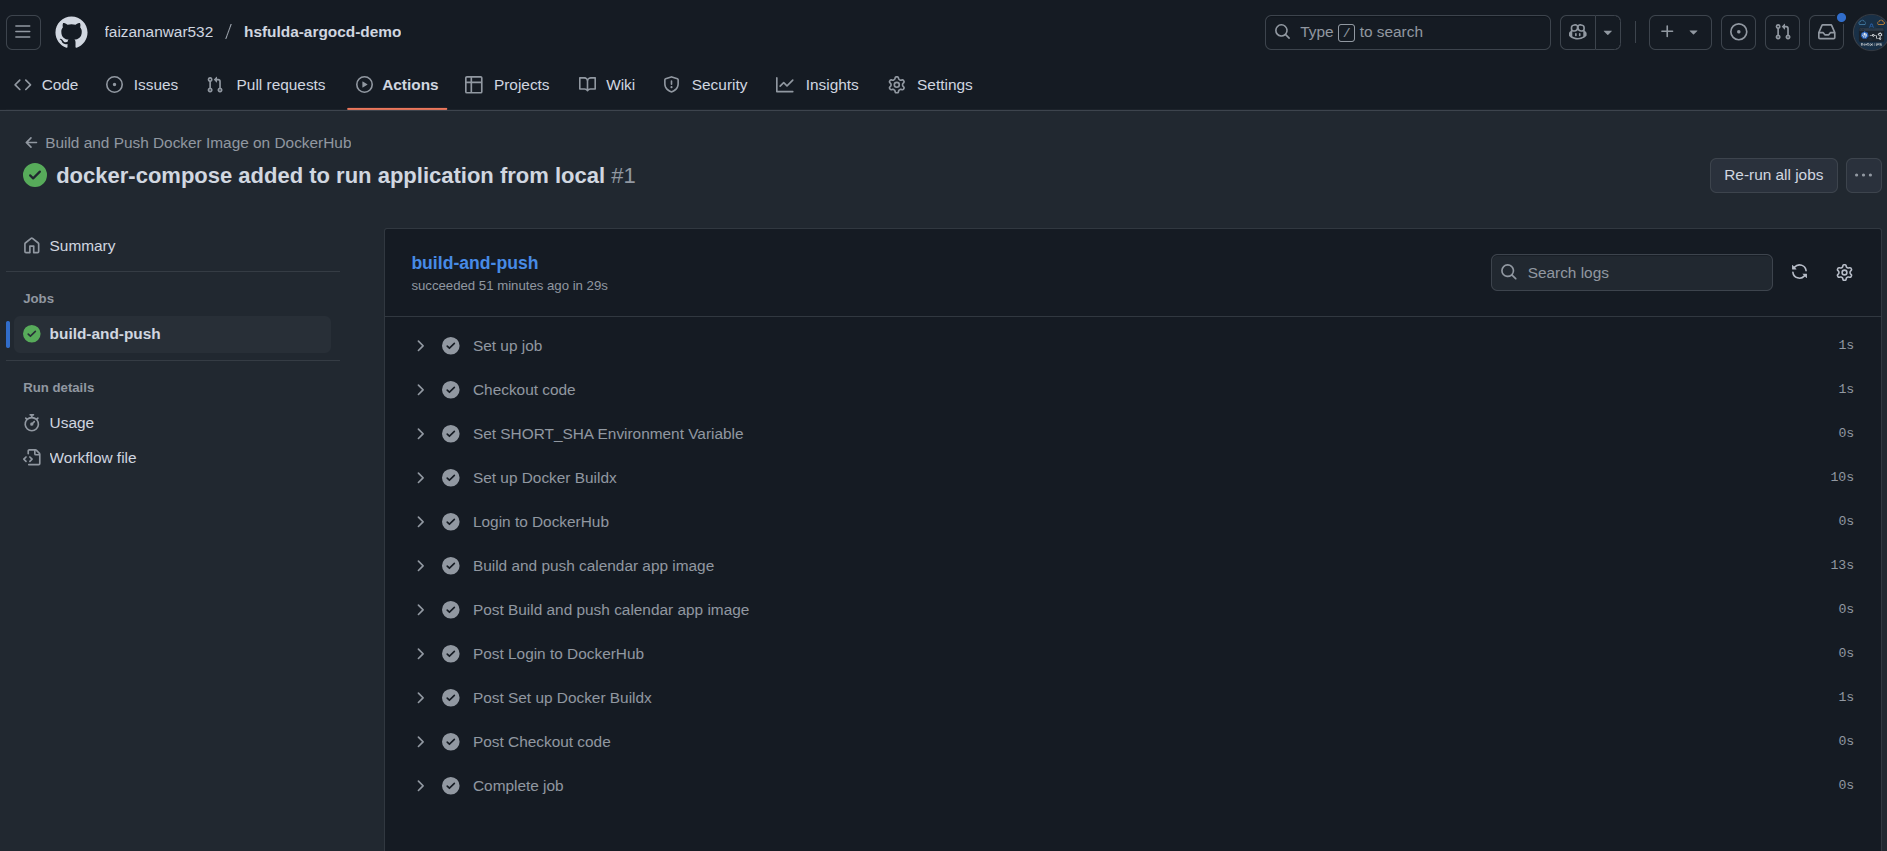 faizananwar532 / hsfulda-argocd-demo
Type / to search
Code Issues Pull requests Actions Projects Wiki Security Insights Settings
Build and Push Docker Image on DockerHub
docker-compose added to run application from local #1
Re-run all jobs
Summary
Jobs
build-and-push
Run details
Usage
Workflow file
build-and-push
succeeded 51 minutes ago in 29s
Search logs
Set up job 1s
Checkout code 1s
Set SHORT_SHA Environment Variable 0s
Set up Docker Buildx 10s
Login to DockerHub 0s
Build and push calendar app image 13s
Post Build and push calendar app image 0s
Post Login to DockerHub 0s
Post Set up Docker Buildx 1s
Post Checkout code 0s
Complete job 0s